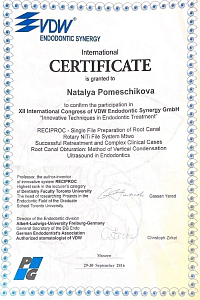 VDW
ENDODONTIC SYNERGY
International
CERTIFICATE
is granted to
Natalya Pomeschikova
to confirm the participation in
XII International Congress of VDW Endodontic Synergy GmbH
"Innovative Techniques in Endodontic Treatment"
RECIPROC - Single File Preparation of Root Canal
Rotary NiTi File System Mtwo
Successful Retreatment and Complex Clinical Cases
Root Canal Obturation: Method of Vertical Condensation
Ultrasound in Endodontics
Professor, the author-inventor
of innovative system RECIPROC
Highest rank in the lecturer's category
of Dentistry Faculty Toronto University
The head of researching Projects in the
Endodontic Field of the Graduate
School Toronto University.
Gassan Yared
Director of the Endodontic division
Albert-Ludwigs-University Freiburg-Germany
General Secretary of the DG Endo
German Endodontists Association
Authorized stomatologist of VDW
Christoph Zirkel
Moscow
29-30 September 2016